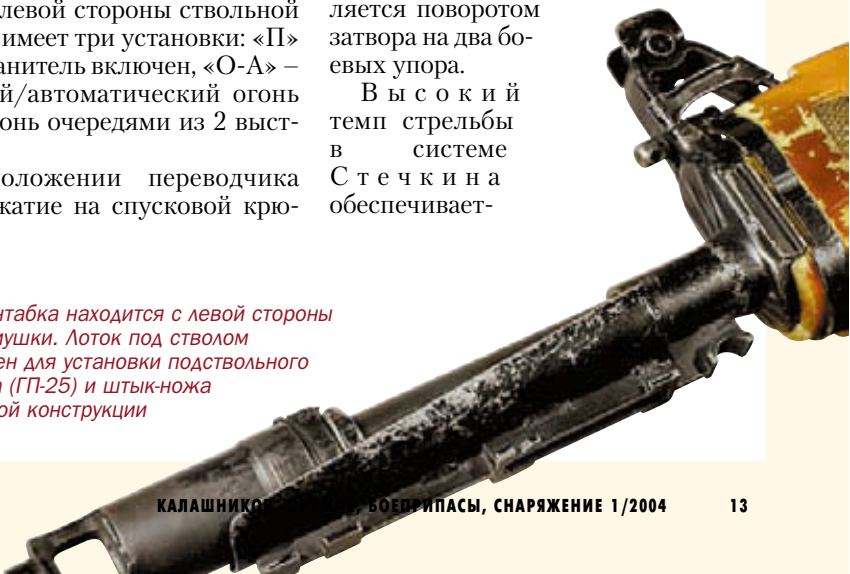 левой стороны ствольной
имеет три установки: «П»
анитель включен, «О-А» –
й/автоматический огонь
онь очередями из 2 выст-
оложении переводчика
жатие на спусковой крю-
ляется поворотом
затвора на два бо-
евых упора.
Высокий
темп стрельбы
в системе
Стечкина
обеспечивает-
нтабка находится с левой стороны
мушки. Лоток под стволом
ен для установки подствольного
а (ГП-25) и штык-ножа
ой конструкции
КАЛАШНИКОВ. ОРУЖИЕ, БОЕПРИПАСЫ, СНАРЯЖЕНИЕ 1/2004 13